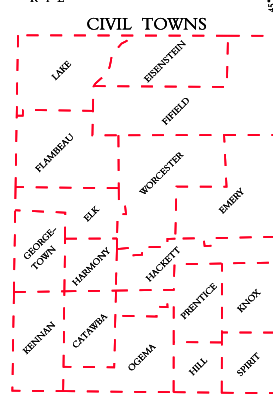 CIVIL TOWNS
LAKE
EISENSTEIN
FIFIELD
FLAMBEAU
WORCESTER
EMERY
ELK
GEORGE-
TOWN
HARMONY
HACKETT
PRENTICE
KNOX
KENNAN
CATAWBA
OGEMA
HILL
SPIRIT